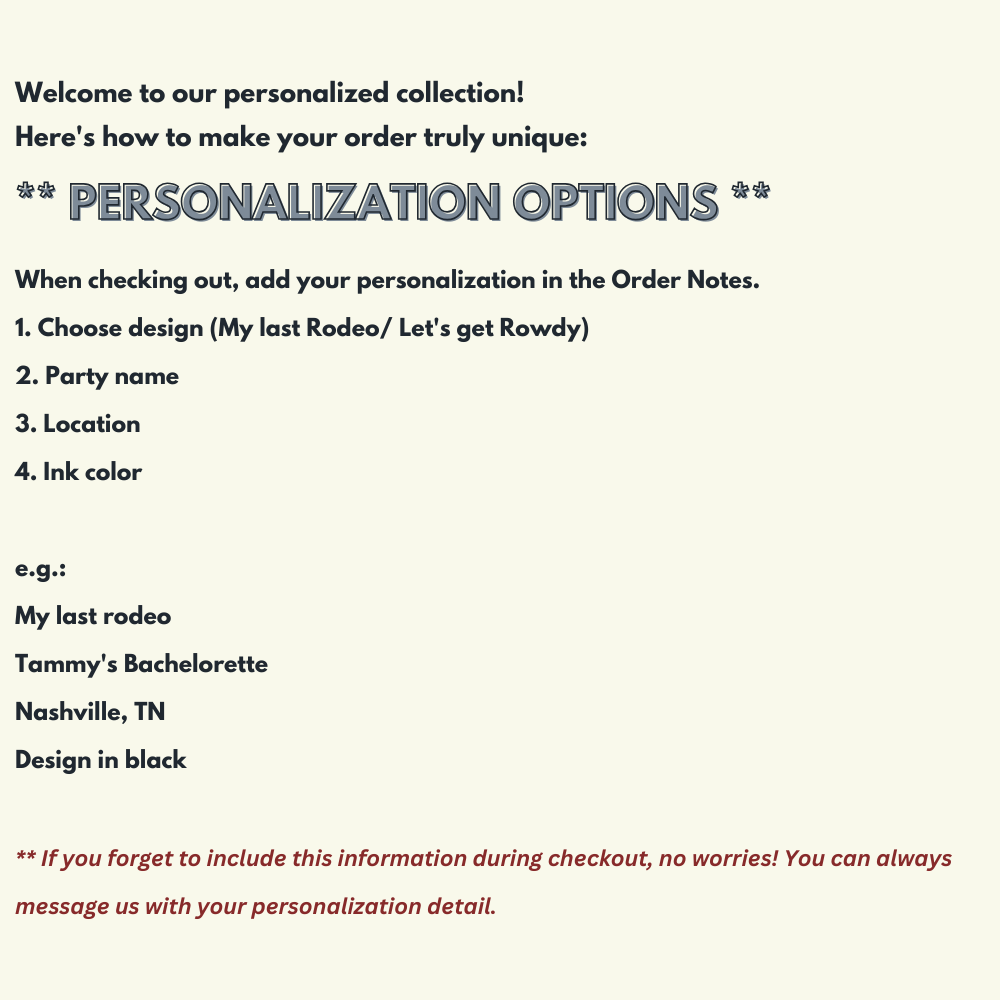 Welcome to our personalized collection!
Here's how to make your order truly unique:
** PERSONALIZATION OPTIONS **
When checking out, add your personalization in the Order Notes.
1. Choose design (My last Rodeo/ Let's get Rowdy)
2. Party name
3. Location
4. Ink color
e.g.:
My last rodeo
Tammy's Bachelorette
Nashville, TN
Design in black
** If you forget to include this information during checkout, no worries! You can always
message us with your personalization detail.